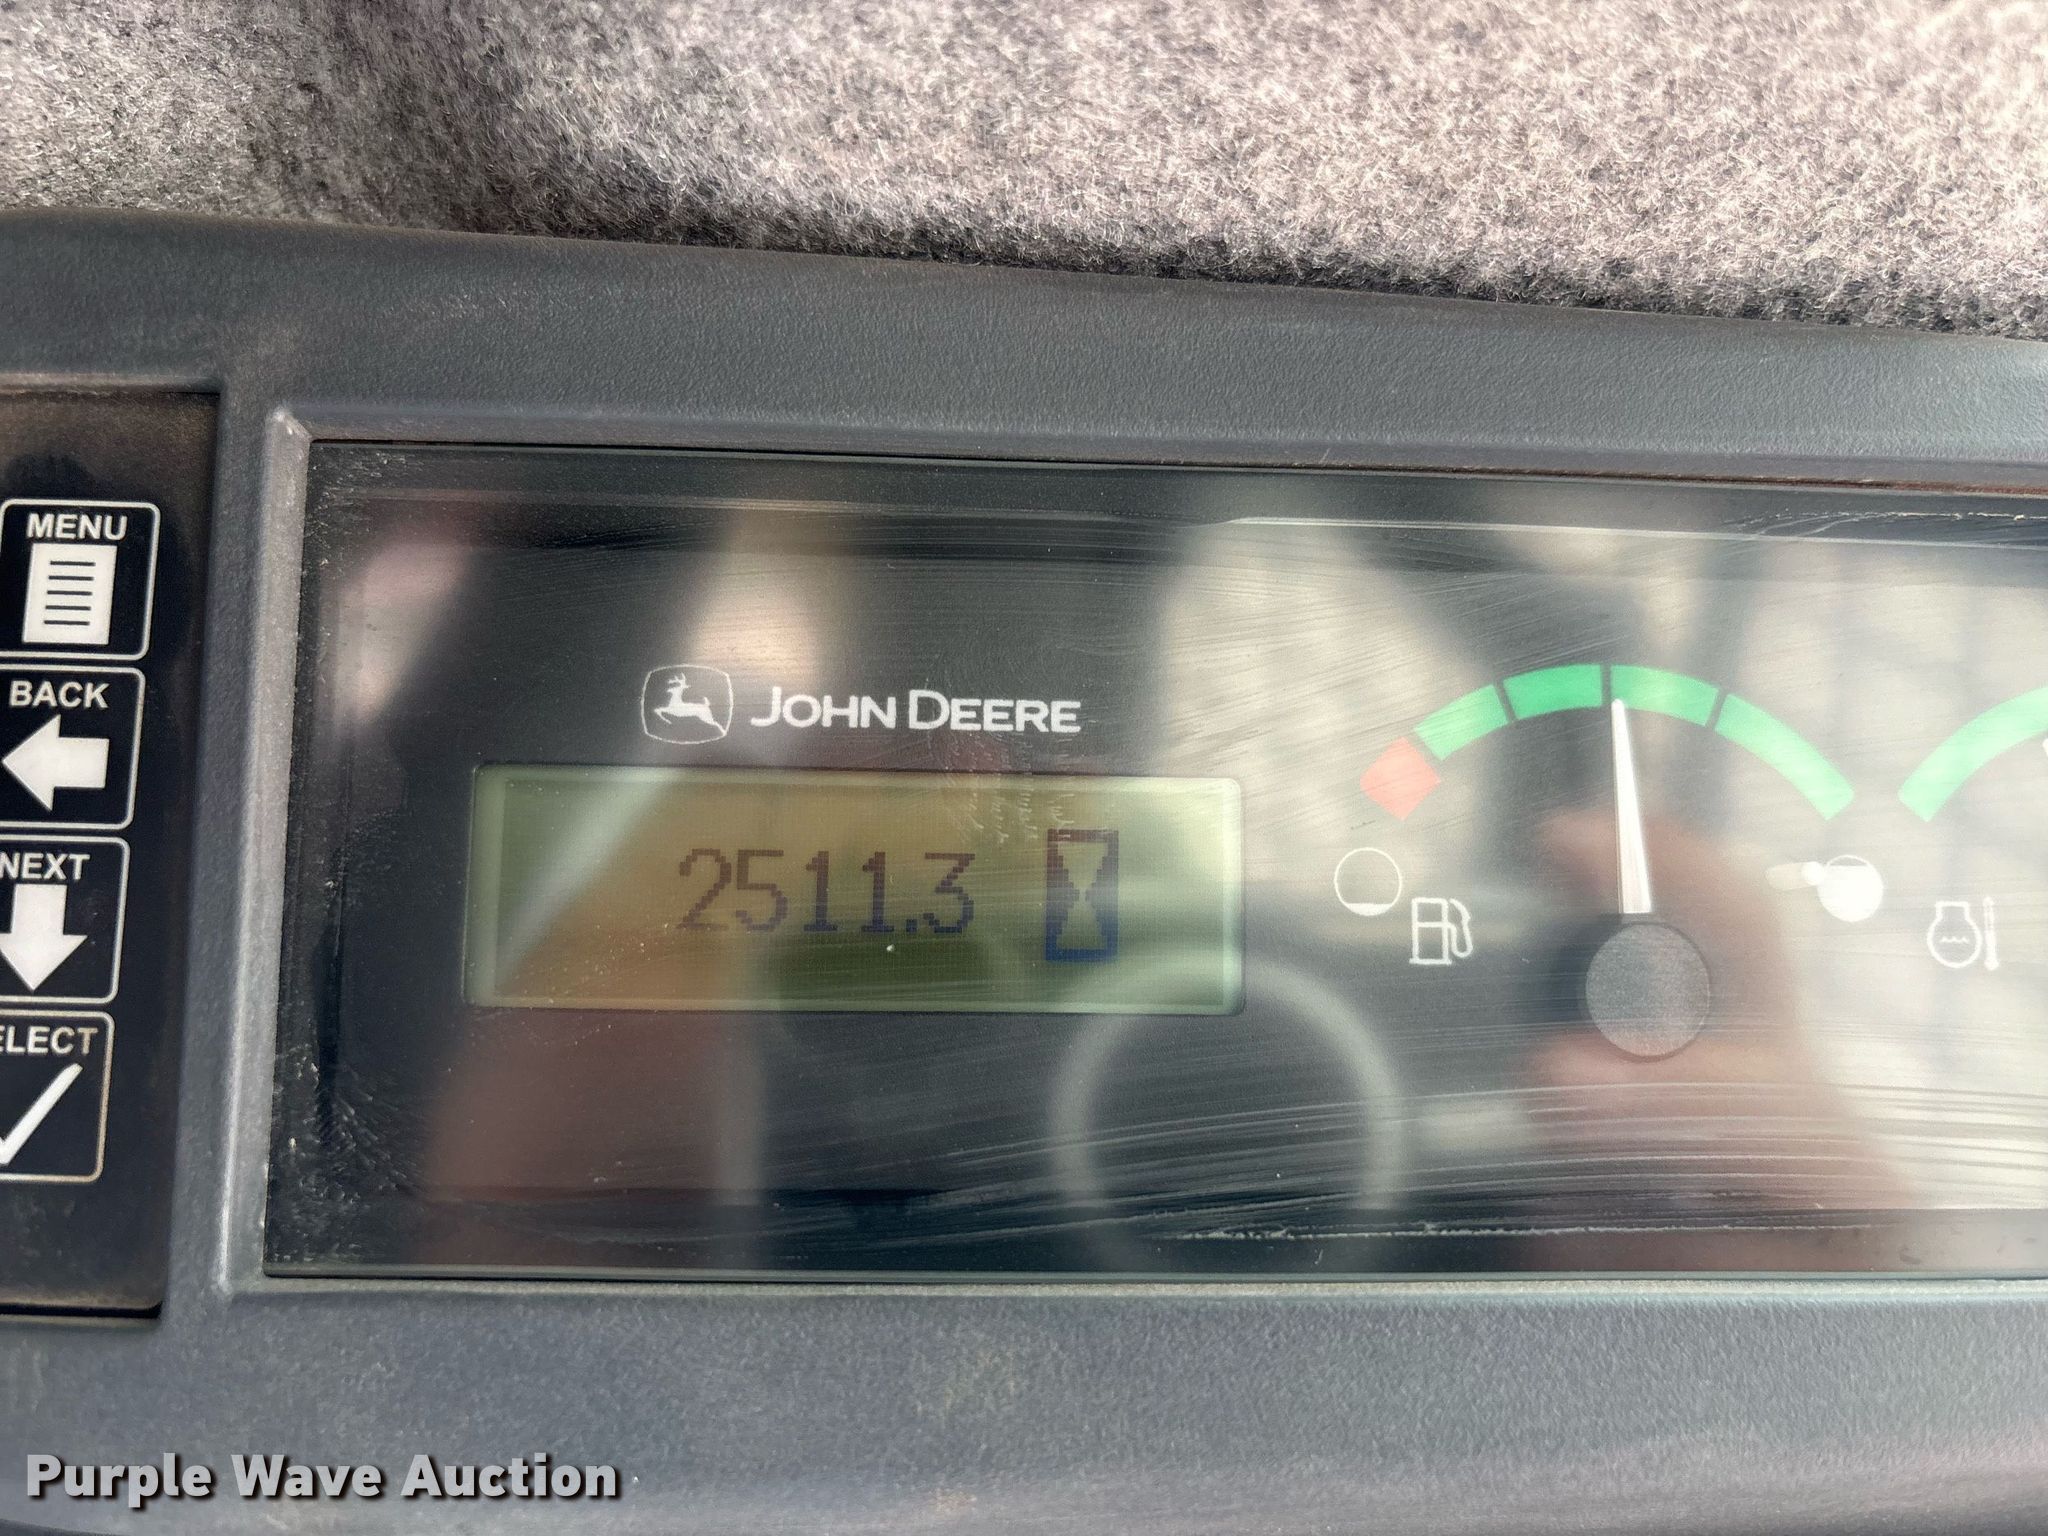 MENU
BACK
NEXT
ELECT
JOHN DEERE
2511.3
Purple Wave Auction